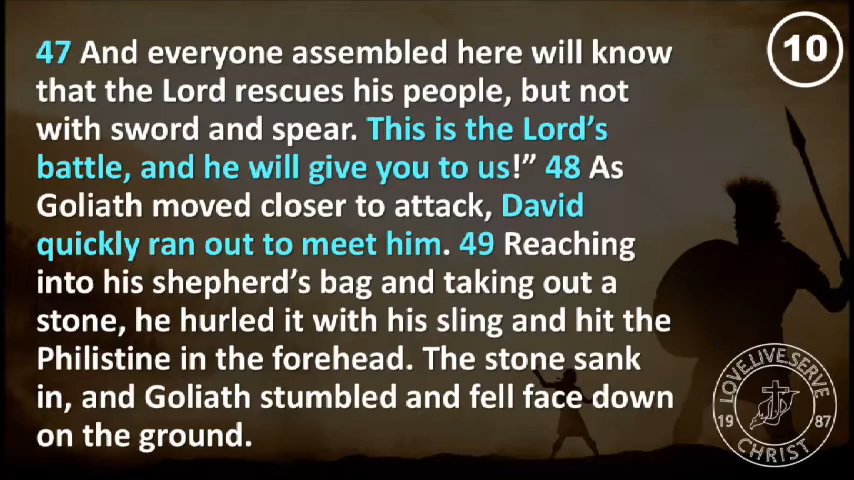 47 And everyone assembled here will know
that the Lord rescues his people, but not
with sword and spear. This is the Lord’s
battle, and he will give you to us!” 48 As
Goliath moved closer to attack, David
quickly ran out to meet him. 49 Reaching
into his shepherd’s bag and taking out a
stone, he hurled it with his sling and hit the
Philistine in the forehead. The stone sank
in, and Goliath stumbled and fell face down
on the ground.
10
LOVE.LIVE.SERVE
19 87
CHRIST